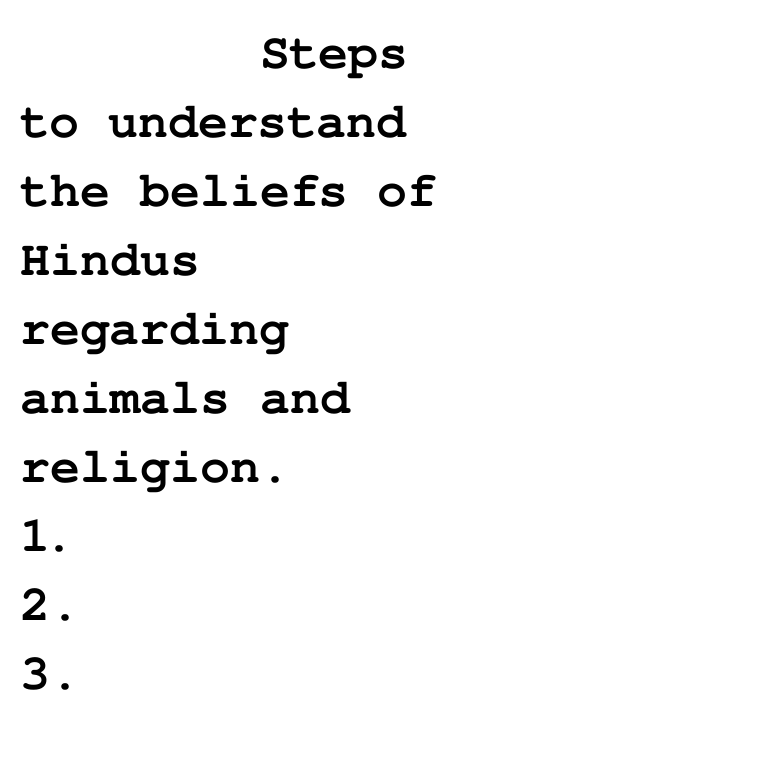 Steps
to understand
the beliefs of
Hindus
regarding
animals and
religion.
1.
2.
3.